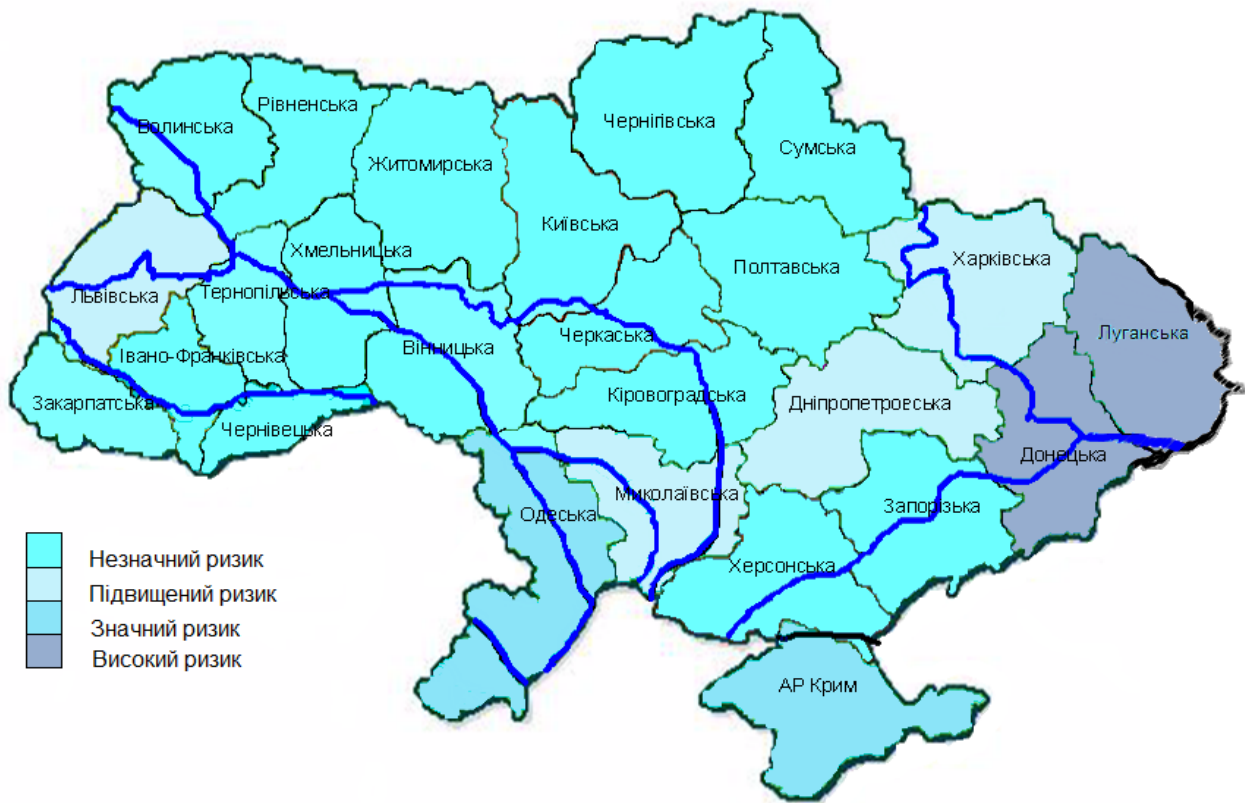 Волинська
Рівненська
Житомирська
Чернігівська
Сумська
Київська
Хмельницька
Львівська
Тернопільська
Івано-Франківська
Закарпатська
Чернівецька
Вінницька
Черкаська
Полтавська
Харківська
Луганська
Кіровоградська
Дніпропетровська
Донецька
Миколаївська
Одеська
Запорізька
Херсонська
АР Крим
Незначний ризик
Підвищений ризик
Значний ризик
Високий ризик